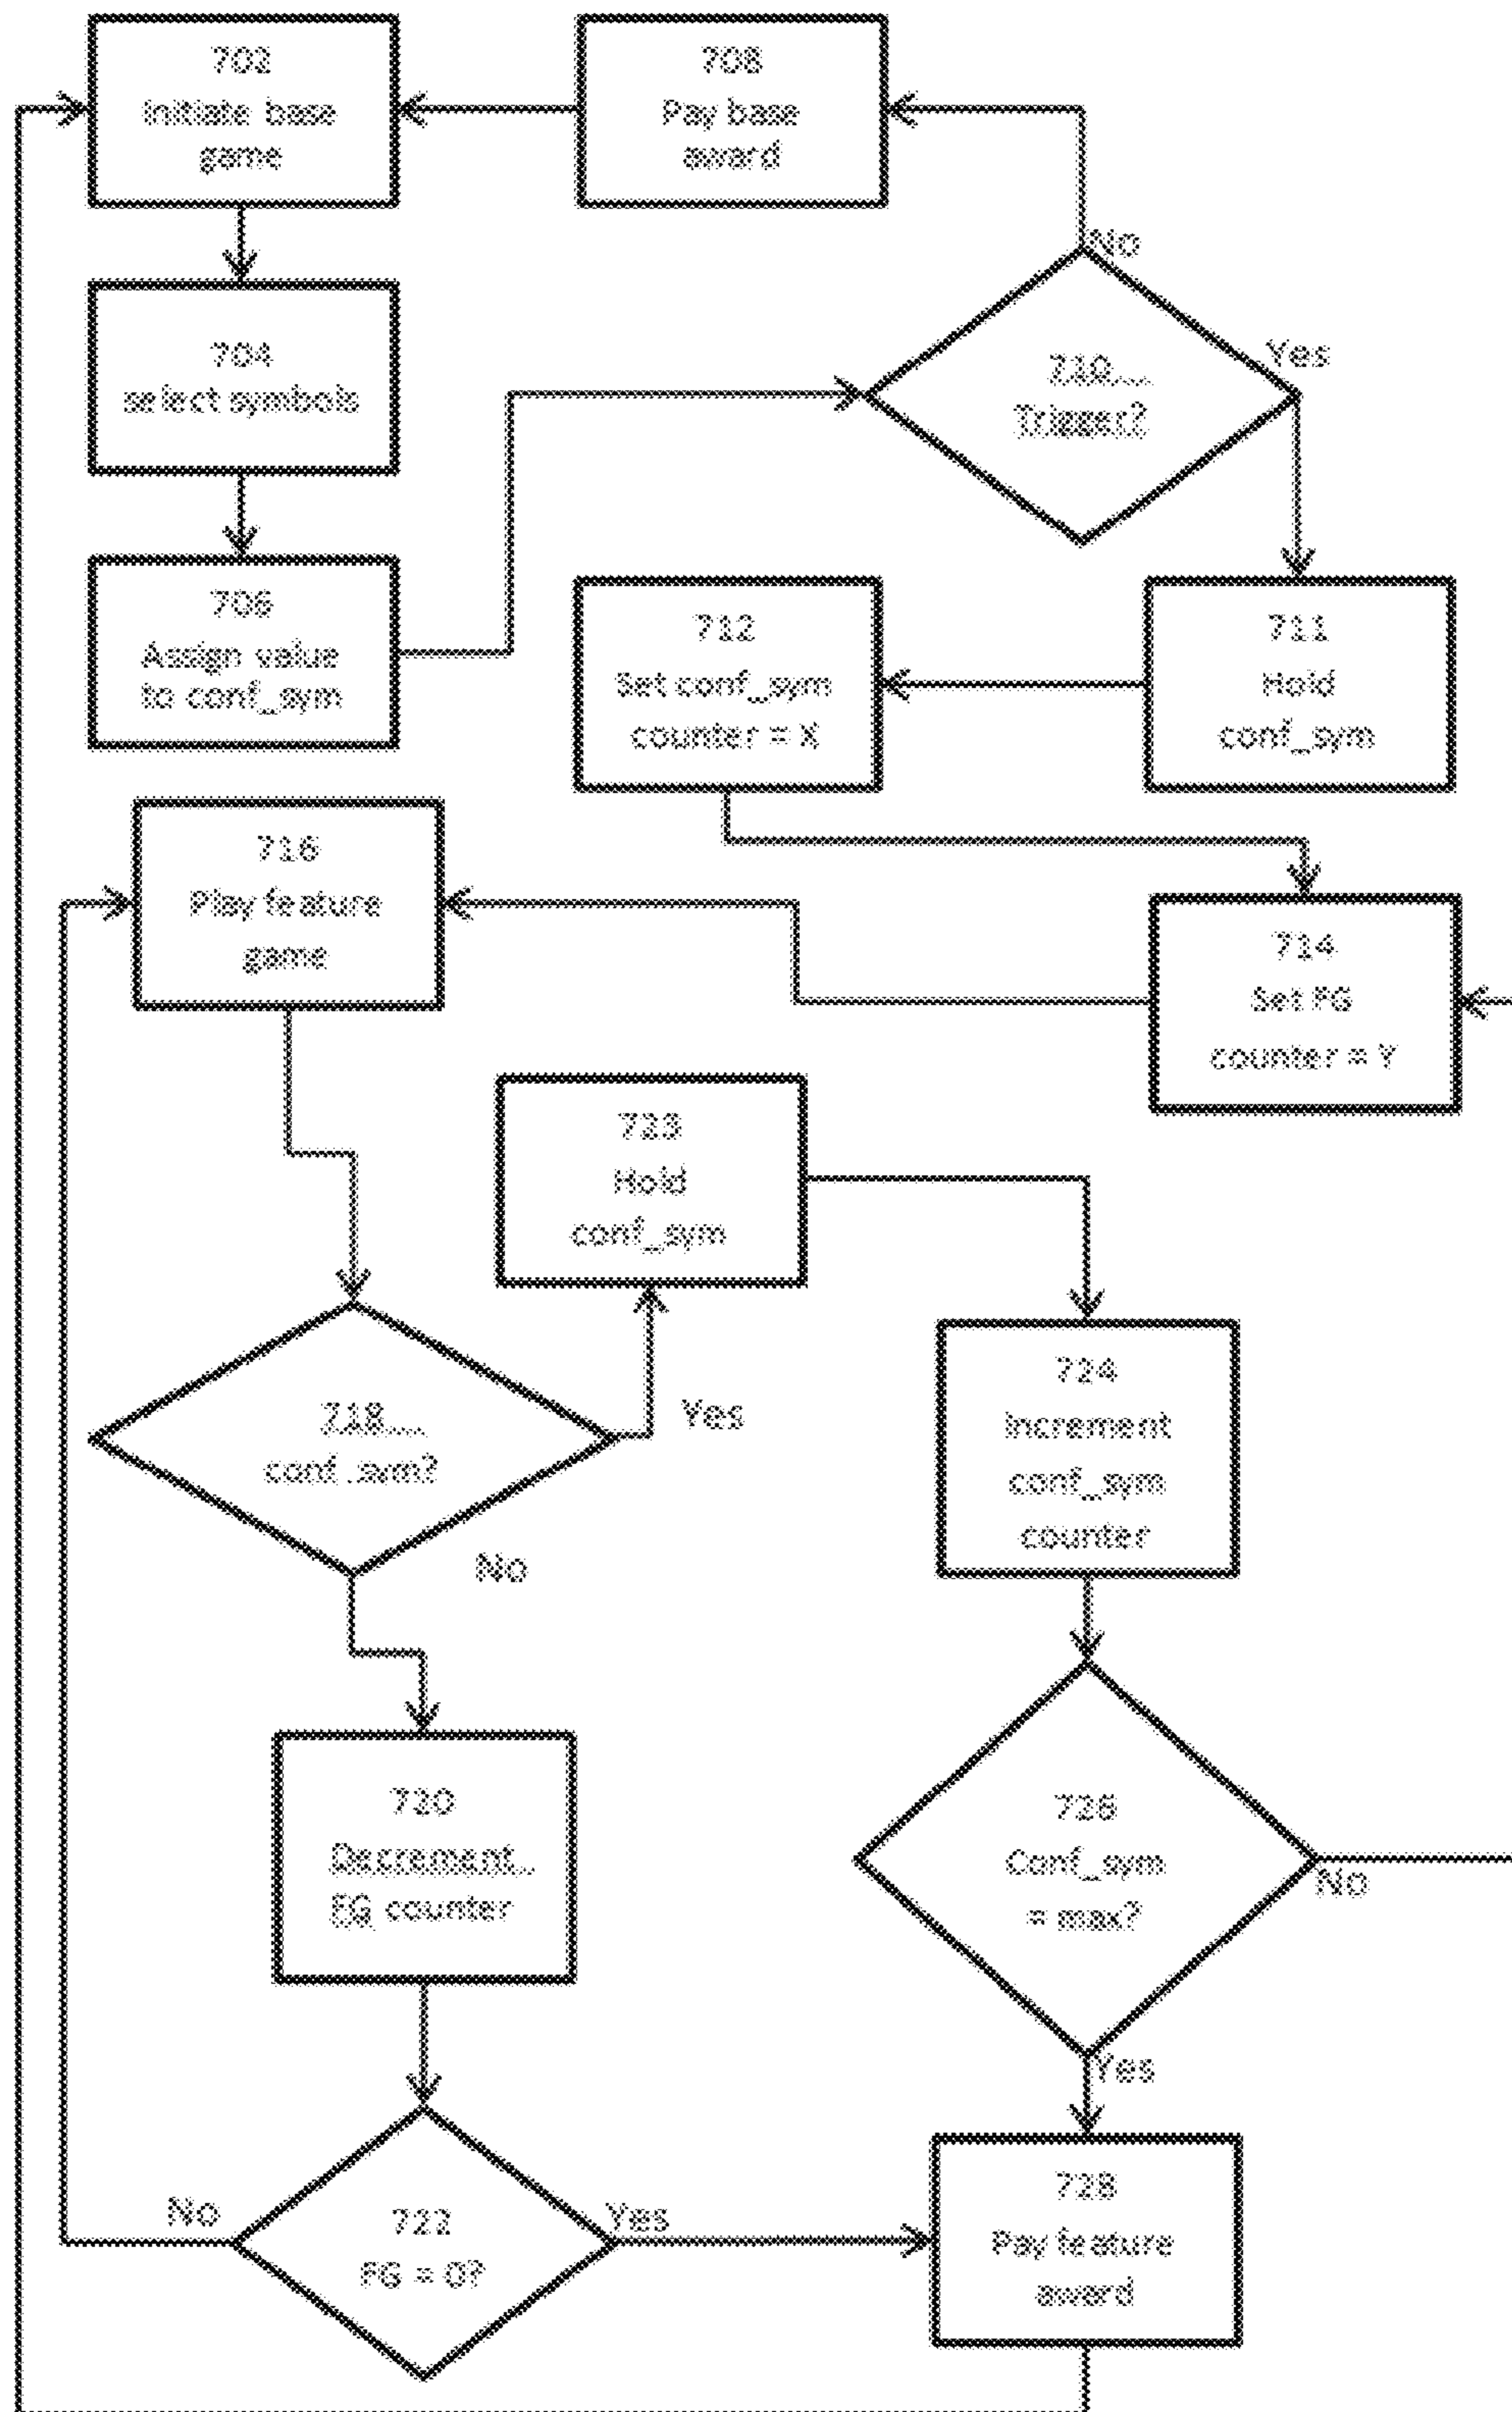 702
Initiate base
game
708
Pay base
award
No
704
select symbols
710...
Trigger?
Yes
706
Assign value
to conf_sym
712
Set conf_sym
counter = X
711
Hold
conf_sym
716
Play feature
game
714
Set FG
counter = Y
723
Hold
conf_sym
718...
conf_sym?
Yes
No
724
Increment
conf_sym
counter
720
Decrement
FG counter
726
Conf_sym
= max?
No
Yes
No
722
FG = 0?
Yes
728
Pay feature
award